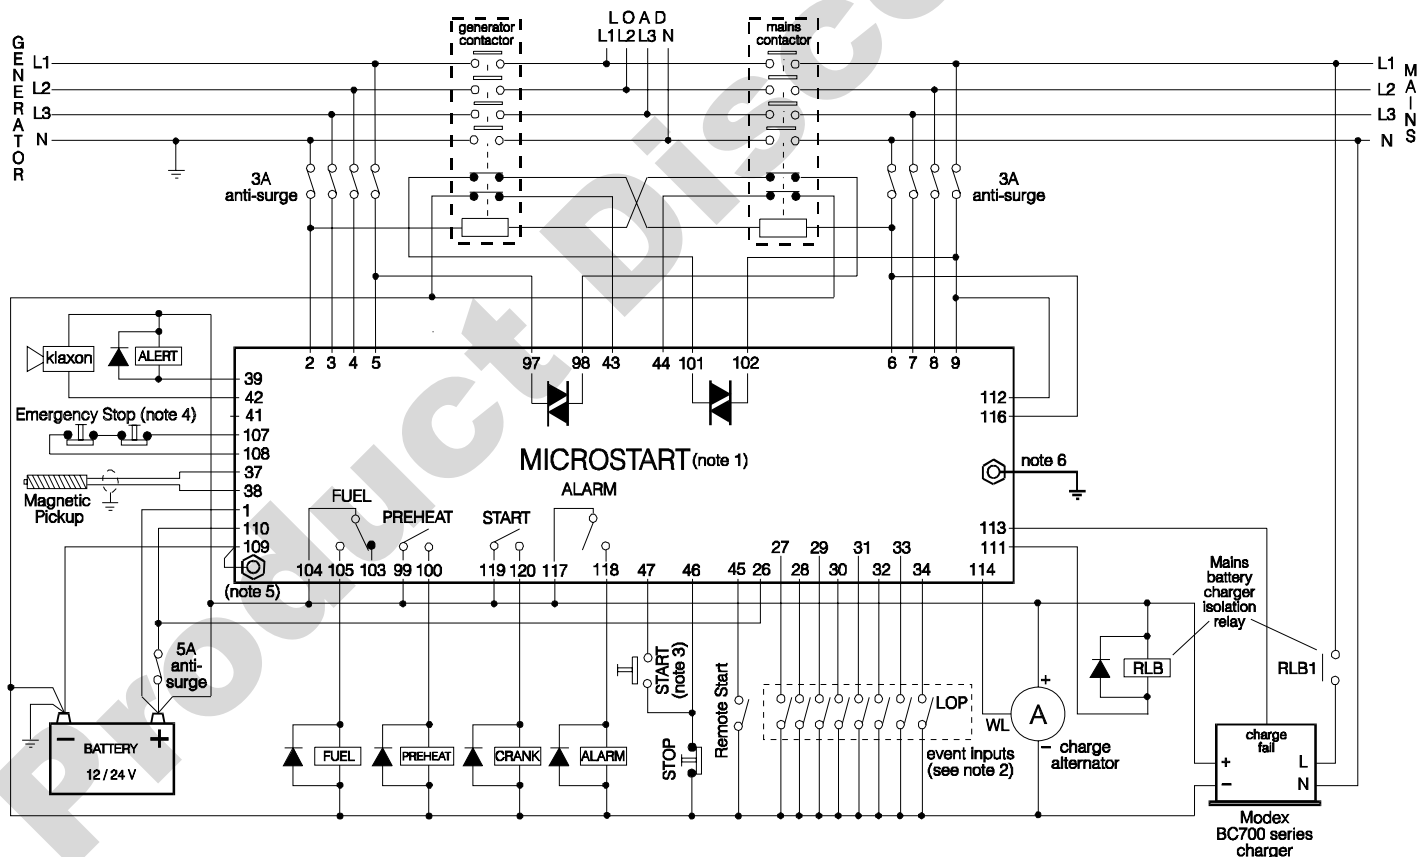 Product Disc
GENERATOR
L1
L2
L3
N
generator
contactor
LOAD
L1 L2 L3 N
mains
contactor
L1
L2
L3
N
MAINS
3A
anti-surge
3A
anti-surge
klaxon
ALERT
Emergency Stop (note 4)
Magnetic
Pickup
2 3 4 5 97 98 43 44 101 102 6 7 8 9
39
42
41
107
108
37
38
1
110
109
(note 5)
112
116
note 6
113
111
MICROSTART (note 1)
FUEL
PREHEAT
START
ALARM
104 105 103 99 100 119 120 117 118 47 46 45 26
27 28 29 30 31 32 33 34
114
5A
anti-
surge
BATTERY
12 / 24 V
− +
FUEL
PREHEAT
CRANK
ALARM
START
(note 3)
STOP
Remote Start
LOP
event inputs
(see note 2)
WL
A
+
−
charge
alternator
Mains
battery
charger
isolation
relay
RLB
RLB1
charge
fail
+
−
L
N
Modex
BC700 series
charger